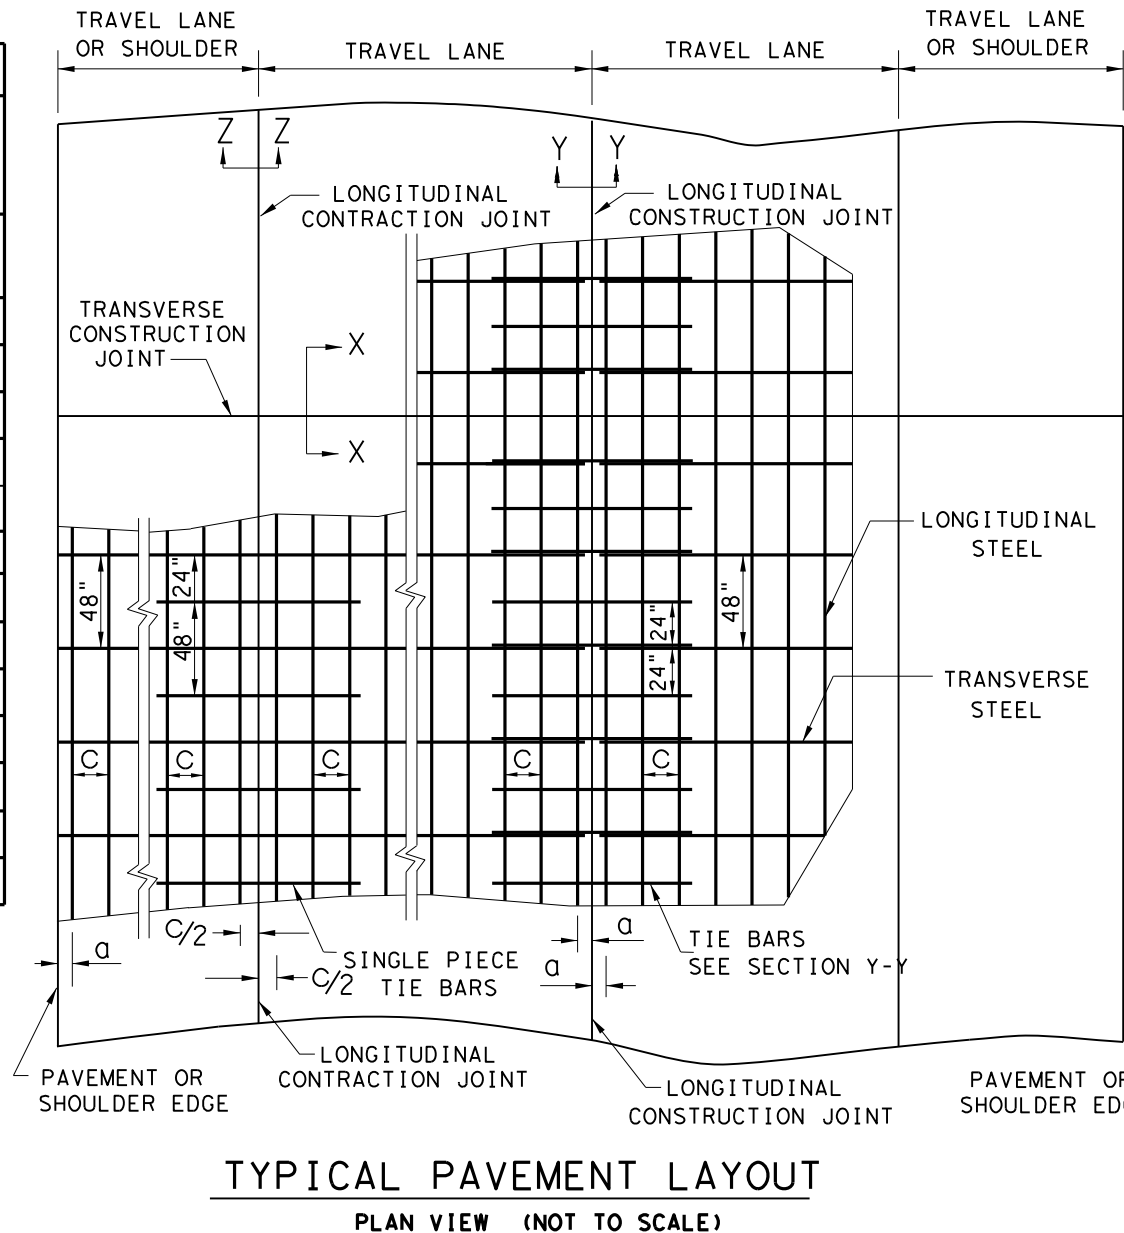 TRAVEL LANE
OR SHOULDER
TRAVEL LANE
TRAVEL LANE
TRAVEL LANE
OR SHOULDER
Z Z
Y Y
LONGITUDINAL
CONTRACTION JOINT
LONGITUDINAL
CONSTRUCTION JOINT
TRANSVERSE
CONSTRUCTION
JOINT
X
X
LONGITUDINAL
STEEL
48"
24"
48"
24"
24"
48"
TRANSVERSE
STEEL
C
C
C
C
C
C/2
a
C/2
SINGLE PIECE
TIE BARS
a
a
TIE BARS
SEE SECTION Y-Y
PAVEMENT OR
SHOULDER EDGE
LONGITUDINAL
CONTRACTION JOINT
LONGITUDINAL
CONSTRUCTION JOINT
PAVEMENT OR
SHOULDER
TYPICAL PAVEMENT LAYOUT
PLAN VIEW (NOT TO SCALE)